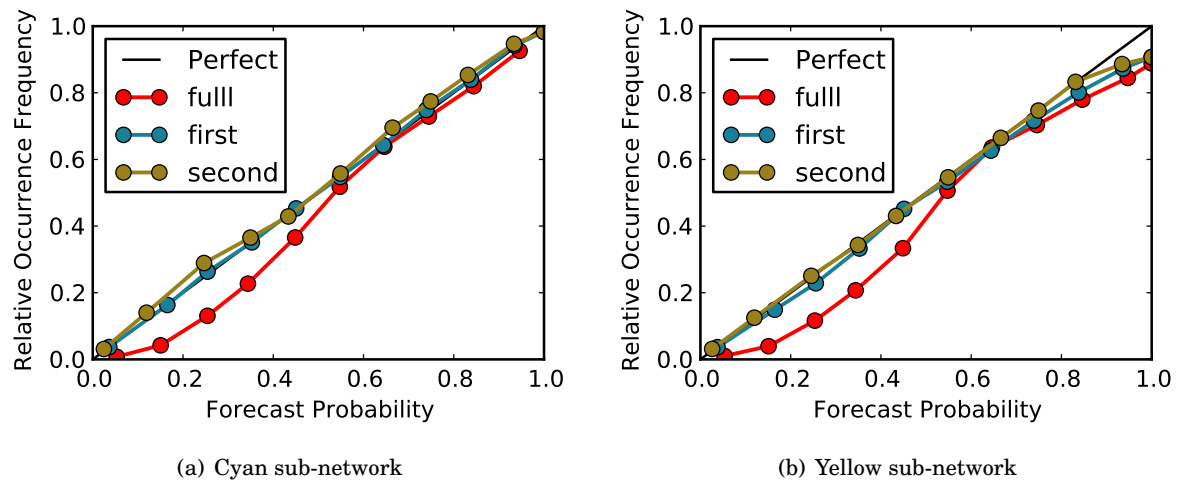 Relative Occurrence Frequency
1.0
0.8
0.6
0.4
0.2
0.0
Perfect
fulll
first
second
0.0 0.2 0.4 0.6 0.8 1.0
Forecast Probability
(a) Cyan sub-network
Relative Occurrence Frequency
1.0
0.8
0.6
0.4
0.2
0.0
Perfect
fulll
first
second
0.0 0.2 0.4 0.6 0.8 1.0
Forecast Probability
(b) Yellow sub-network